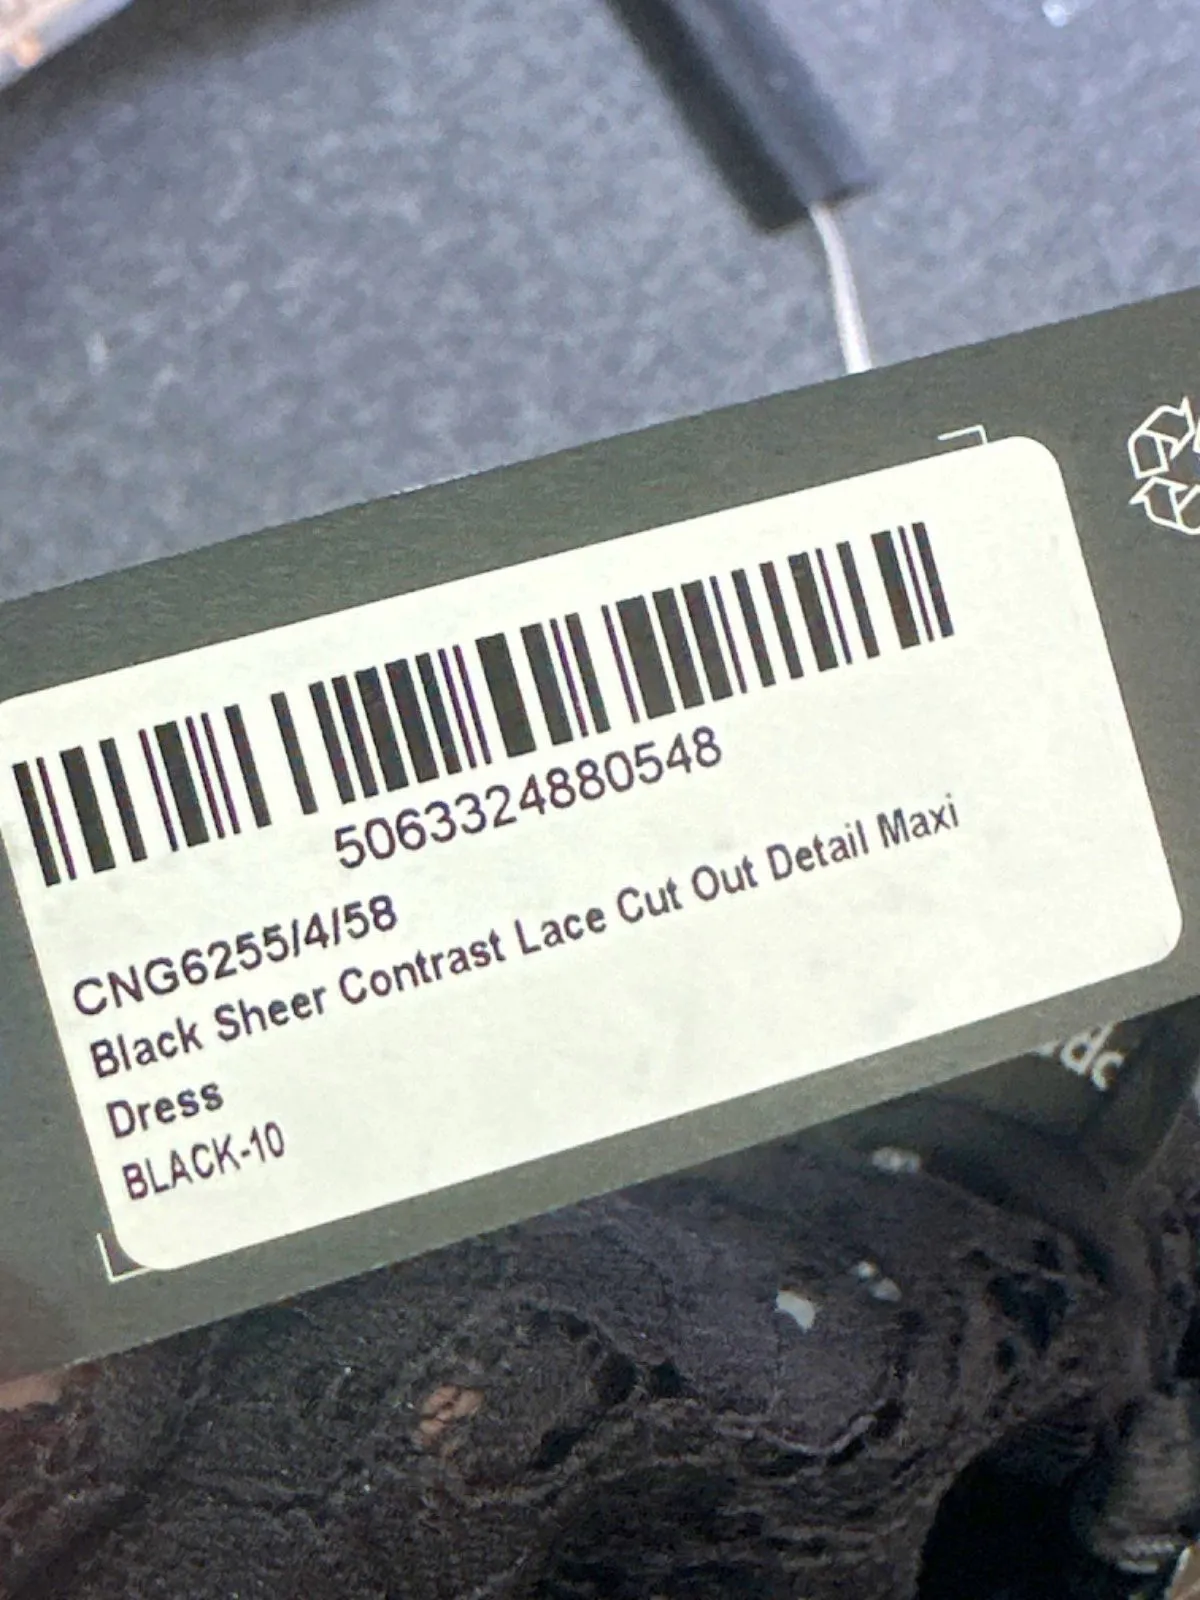 5063324880548
CNG6255/4/58
Black Sheer Contrast Lace Cut Out Detail Maxi
Dress
BLACK-10